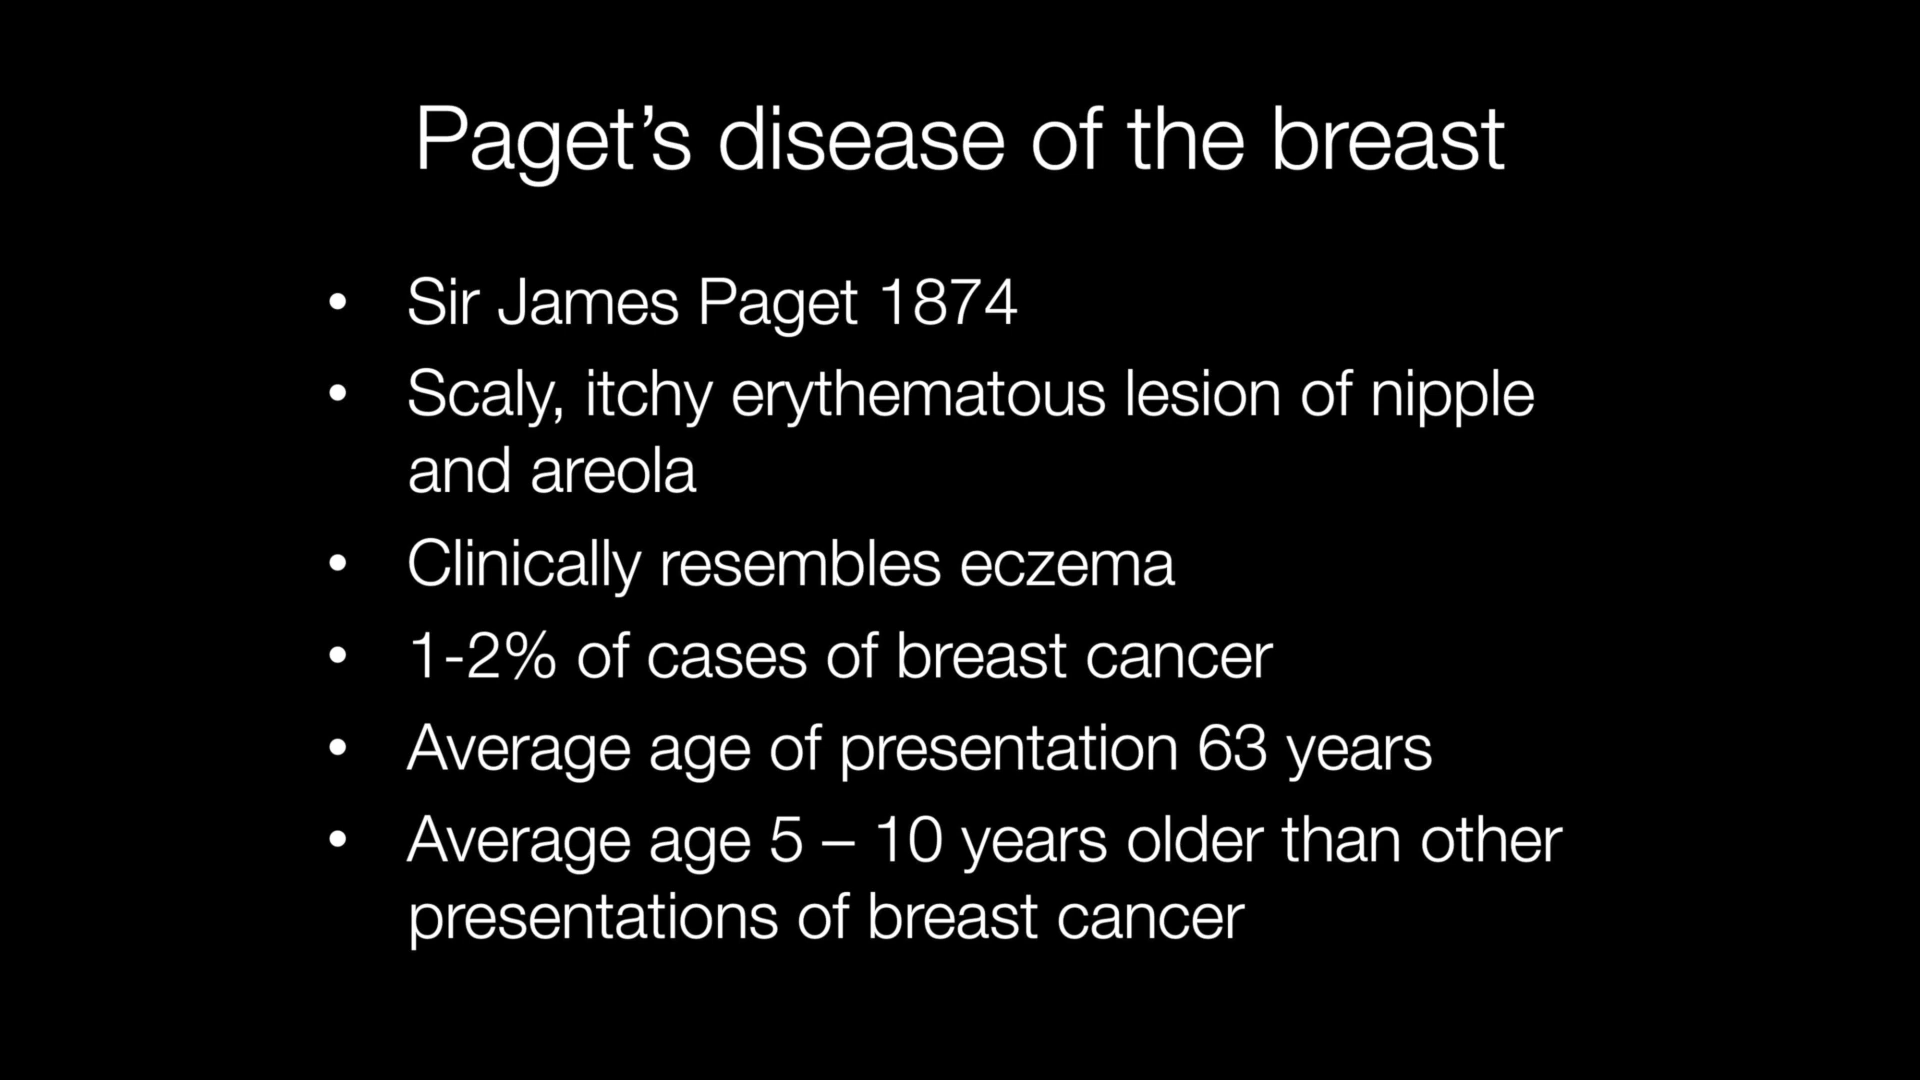 Paget’s disease of the breast
• Sir James Paget 1874
• Scaly, itchy erythematous lesion of nipple
and areola
• Clinically resembles eczema
• 1-2% of cases of breast cancer
• Average age of presentation 63 years
• Average age 5 – 10 years older than other
presentations of breast cancer